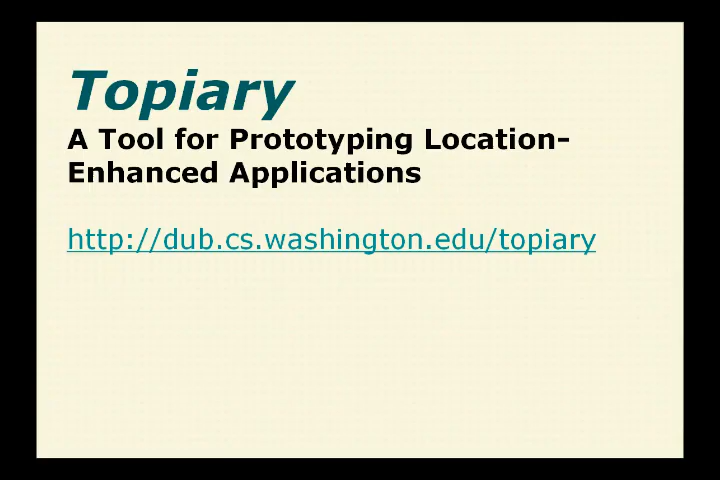 Topiary
A Tool for Prototyping Location-
Enhanced Applications
http://dub.cs.washington.edu/topiary